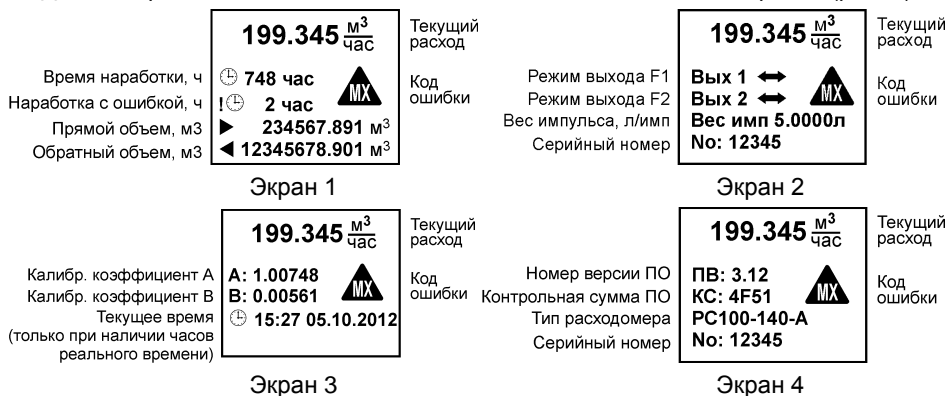 199.345 м³/час
Текущий
расход
Время наработки, ч
748 час
Код
ошибки
MX
Наработка с ошибкой, ч
! 2 час
Прямой объем, м3
► 234567.891 м³
Обратный объем, м3
◄ 12345678.901 м³
Экран 1
199.345 м³/час
Текущий
расход
Режим выхода F1
Вых 1 ⬌
Код
ошибки
MX
Режим выхода F2
Вых 2 ⬌
Вес импульса, л/имп
Вес имп 5.0000л
Серийный номер
No: 12345
Экран 2
199.345 м³/час
Текущий
расход
Калибр. коэффициент А
A: 1.00748
Код
ошибки
MX
Калибр. коэффициент В
B: 0.00561
Текущее время
(только при наличии часов
реального времени)
15:27 05.10.2012
Экран 3
199.345 м³/час
Текущий
расход
Номер версии ПО
ПВ: 3.12
Код
ошибки
MX
Контрольная сумма ПО
КС: 4F51
Тип расходомера
РС100-140-А
Серийный номер
No: 12345
Экран 4